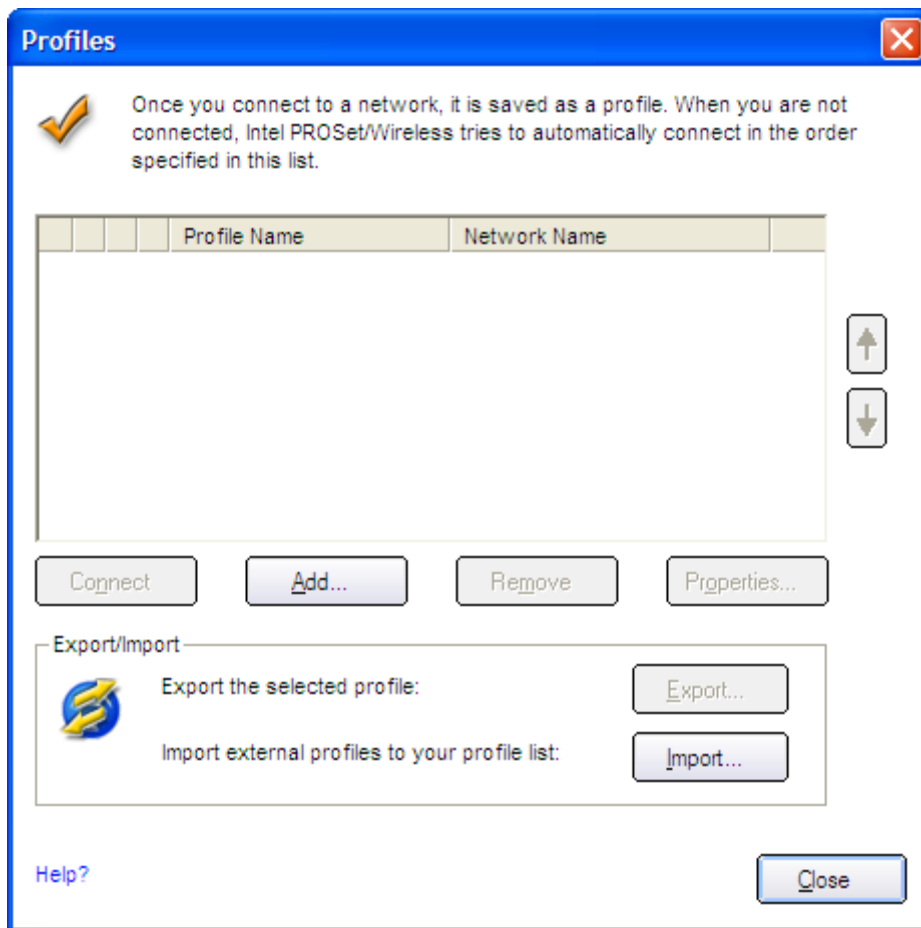 Profiles
Once you connect to a network, it is saved as a profile. When you are not
connected, Intel PROSet/Wireless tries to automatically connect in the order
specified in this list.
Profile Name Network Name
Connect Add... Remove Properties...
Export/Import
Export the selected profile: Export...
Import external profiles to your profile list: Import...
Help? Close